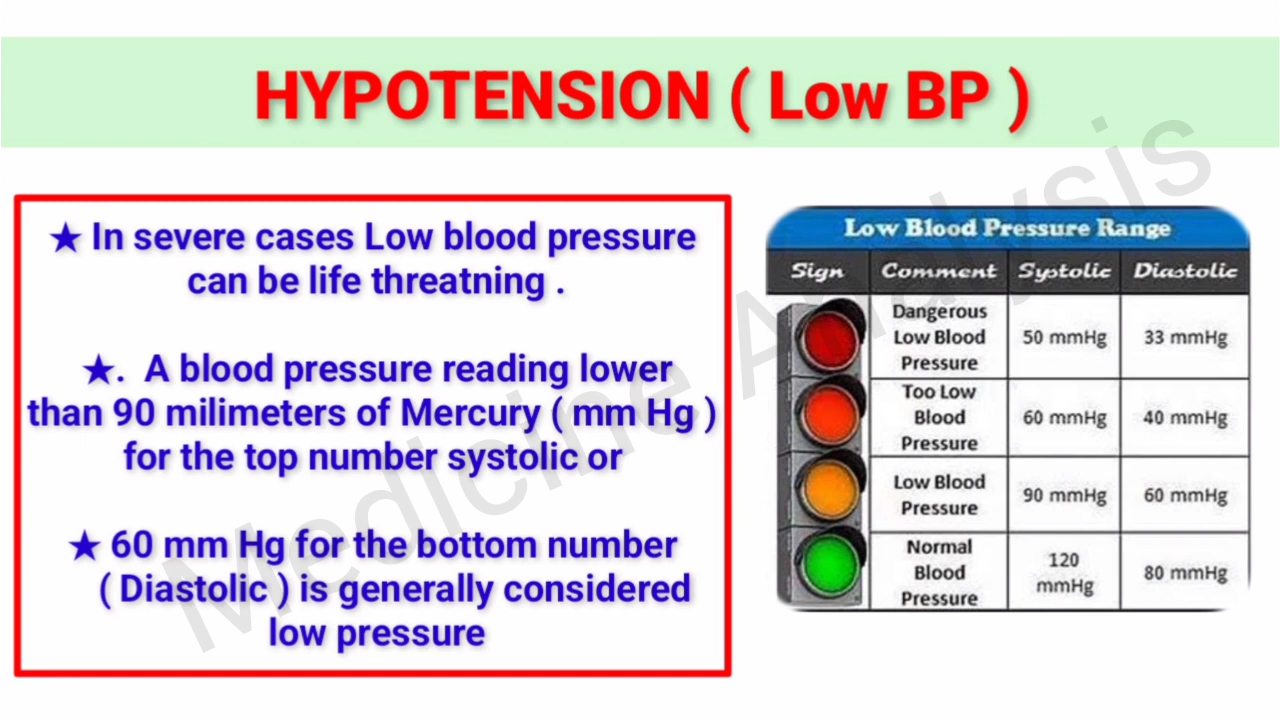 HYPOTENSION ( Low BP )
★ In severe cases Low blood pressure
can be life threatning .
★. A blood pressure reading lower
than 90 milimeters of Mercury ( mm Hg )
for the top number systolic or
★ 60 mm Hg for the bottom number
( Diastolic ) is generally considered
low pressure
Low Blood Pressure Range
Sign Comment Systolic Diastolic
Dangerous
Low Blood
Pressure
50 mmHg
33 mmHg
Too Low
Blood
Pressure
60 mmHg
40 mmHg
Low Blood
Pressure
90 mmHg
60 mmHg
Normal
Blood
Pressure
120
mmHg
80 mmHg
Medicine Analysis